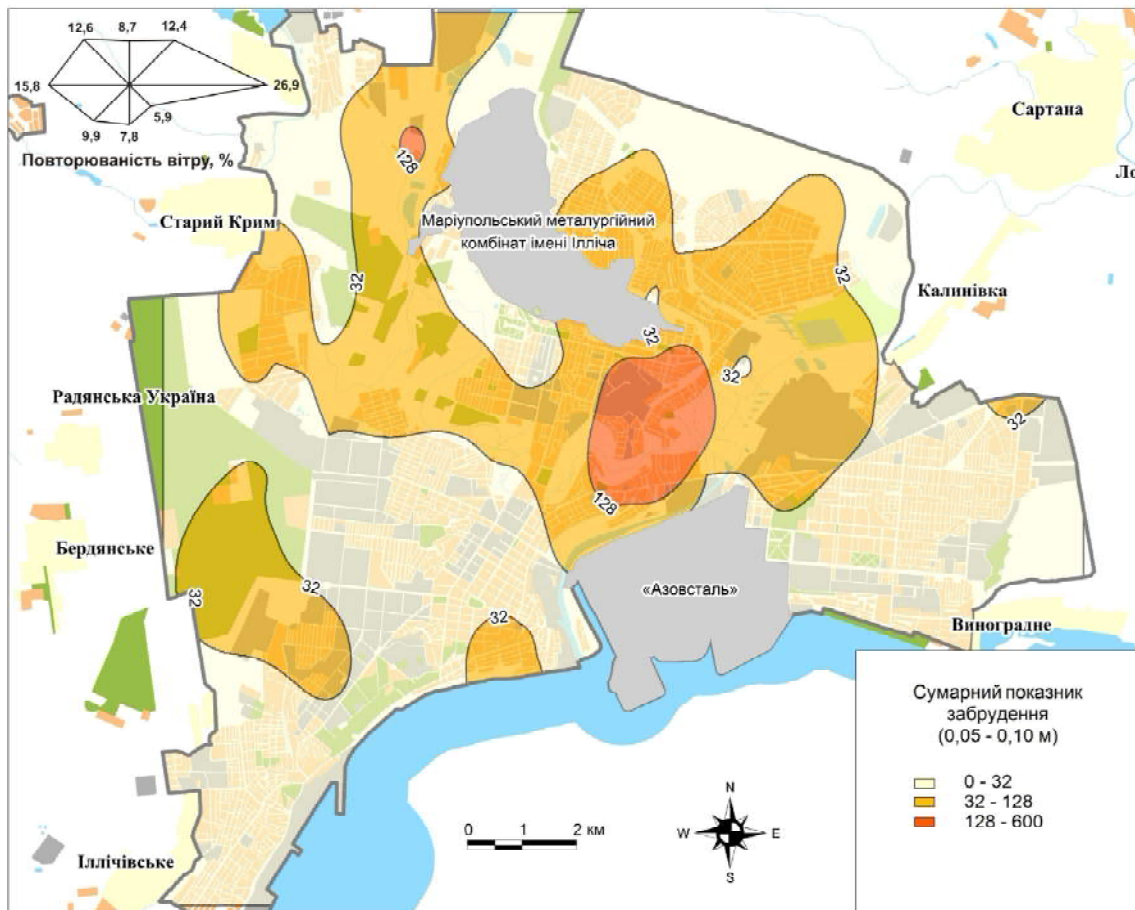 12,6 8,7 12,4
15,8 26,9
5,9
9,9 7,8
Повторюваність вітру, %
Сартана
128
Старий Крим
Маріупольський металургійний
комбінат імені Ілліча
32
32
Калинівка
32
32
Радянська Україна
32
128
Бердянське
32
32
«Азовсталь»
32
Виноградне
Сумарний показник
забрудення
(0,05 - 0,10 м)
0 - 32
32 - 128
128 - 600
N
W E
S
0 1 2 км
Іллічівське